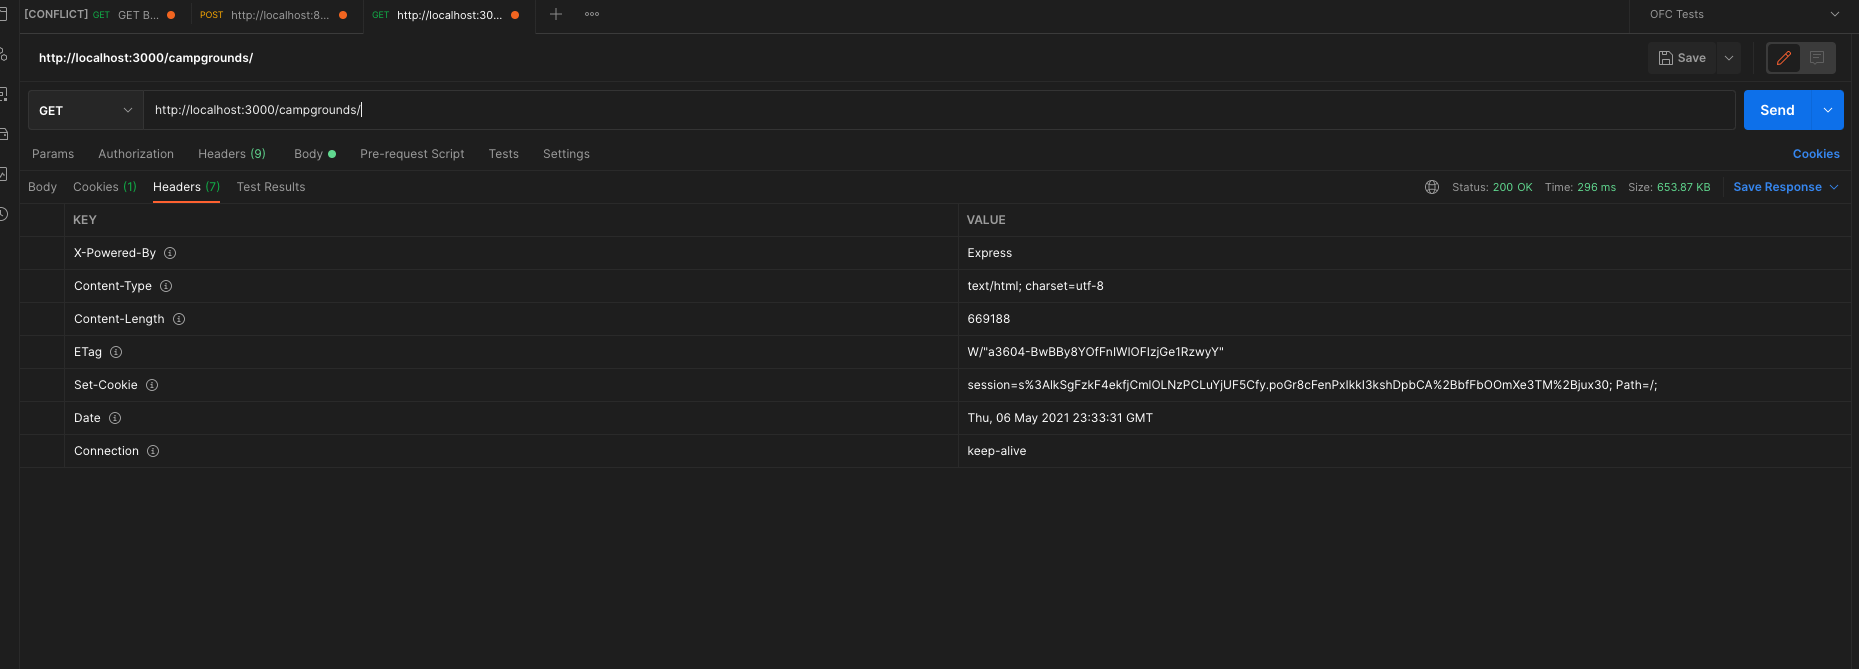 [CONFLICT] GET GET B... POST http://localhost:8... GET http://localhost:30... OFC Tests
http://localhost:3000/campgrounds/ Save
GET http://localhost:3000/campgrounds/ Send
Params Authorization Headers (9) Body Pre-request Script Tests Settings Cookies
Body Cookies (1) Headers (7) Test Results Status: 200 OK Time: 296 ms Size: 653.87 KB Save Response
KEY VALUE
X-Powered-By Express
Content-Type text/html; charset=utf-8
Content-Length 669188
ETag W/"a3604-BwBBy8YOfFnIWIOFIzjGe1RzwyY"
Set-Cookie session=s%3AIkSgFzkF4ekfjCmlOLNzPCLuYjUF5Cfy.poGr8cFenPxIkkI3kshDpbCA%2BbfFbOOmXe3TM%2Bjux30; Path=/;
Date Thu, 06 May 2021 23:33:31 GMT
Connection keep-alive